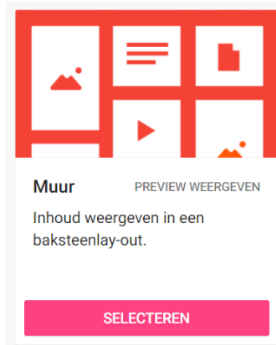 Muur PREVIEW WEERGEVEN
Inhoud weergeven in een
baksteenlay-out.
SELECTEREN